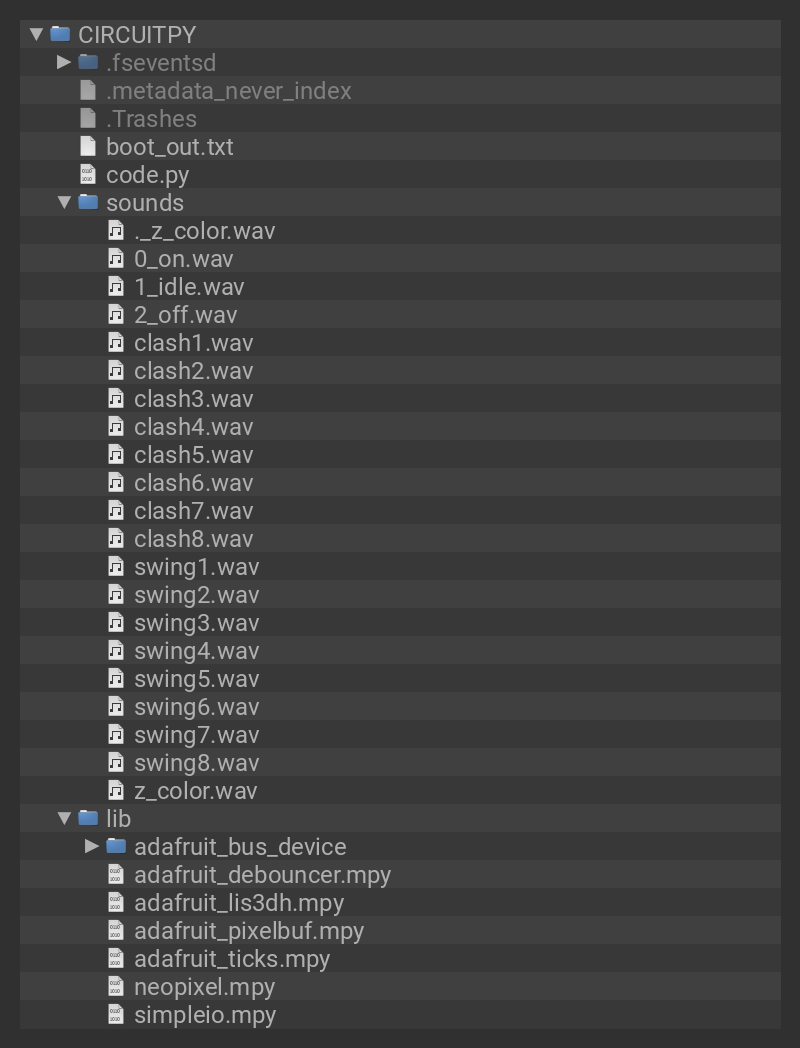 CIRCUITPY
.fseventsd
.metadata_never_index
.Trashes
boot_out.txt
code.py
sounds
._z_color.wav
0_on.wav
1_idle.wav
2_off.wav
clash1.wav
clash2.wav
clash3.wav
clash4.wav
clash5.wav
clash6.wav
clash7.wav
clash8.wav
swing1.wav
swing2.wav
swing3.wav
swing4.wav
swing5.wav
swing6.wav
swing7.wav
swing8.wav
z_color.wav
lib
adafruit_bus_device
adafruit_debouncer.mpy
adafruit_lis3dh.mpy
adafruit_pixelbuf.mpy
adafruit_ticks.mpy
neopixel.mpy
simpleio.mpy